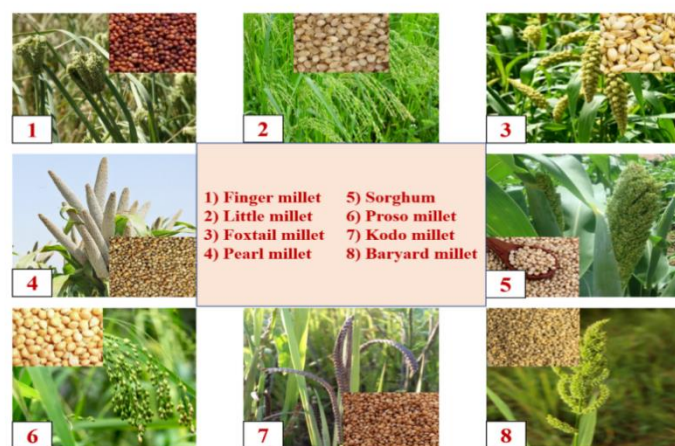 1
2
3
4
1) Finger millet 5) Sorghum
2) Little millet 6) Proso millet
3) Foxtail millet 7) Kodo millet
4) Pearl millet 8) Baryard millet
5
6
7
8